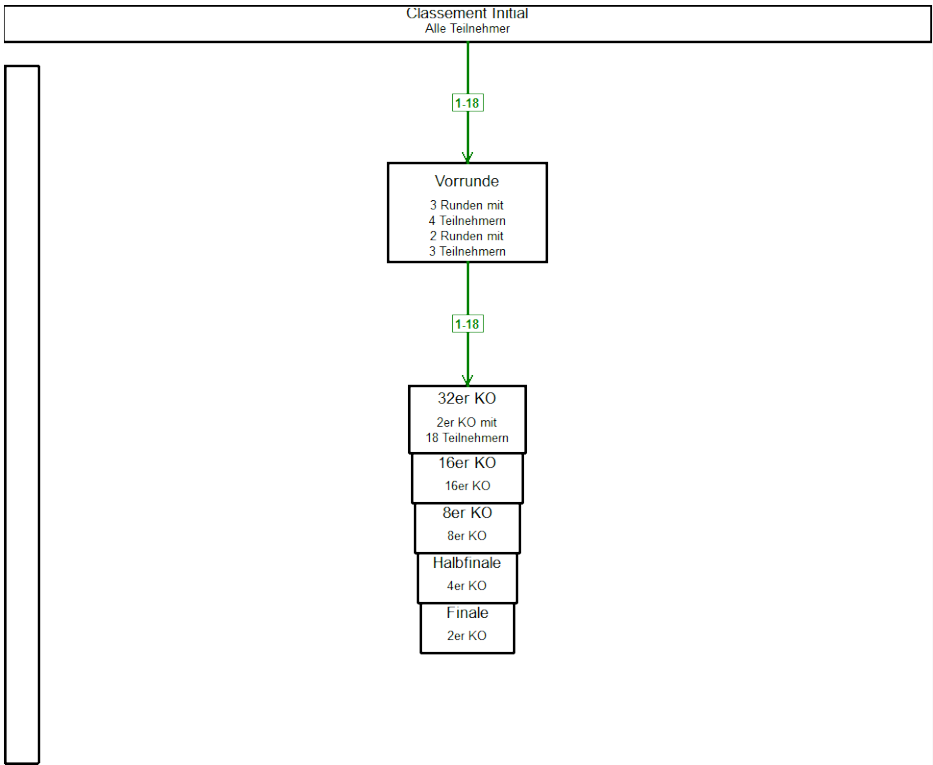 Classement Initial
Alle Teilnehmer
1-18
Vorrunde
3 Runden mit
4 Teilnehmern
2 Runden mit
3 Teilnehmern
1-18
32er KO
2er KO mit
18 Teilnehmern
16er KO
16er KO
8er KO
8er KO
Halbfinale
4er KO
Finale
2er KO